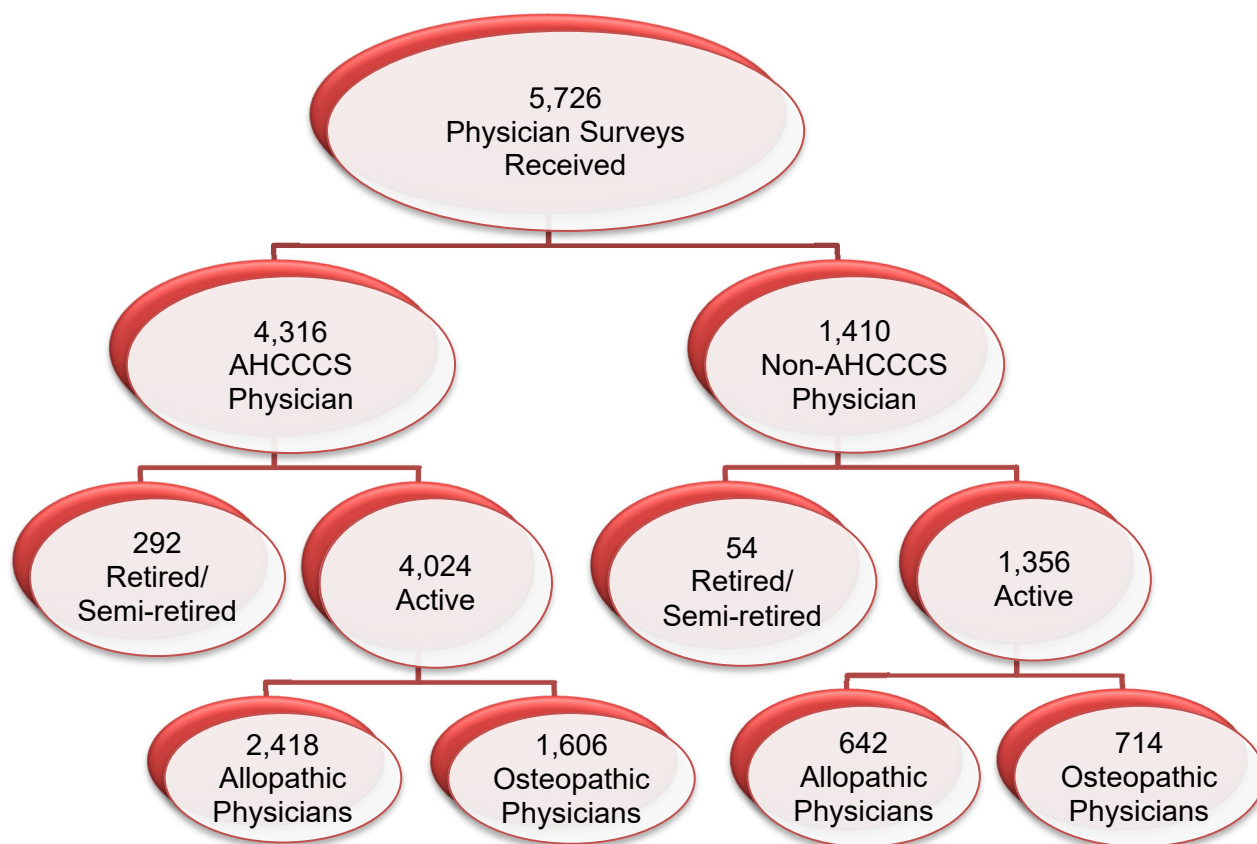 5,726
Physician Surveys
Received
4,316
AHCCCS
Physician
1,410
Non-AHCCCS
Physician
292
Retired/
Semi-retired
4,024
Active
54
Retired/
Semi-retired
1,356
Active
2,418
Allopathic
Physicians
1,606
Osteopathic
Physicians
642
Allopathic
Physicians
714
Osteopathic
Physicians